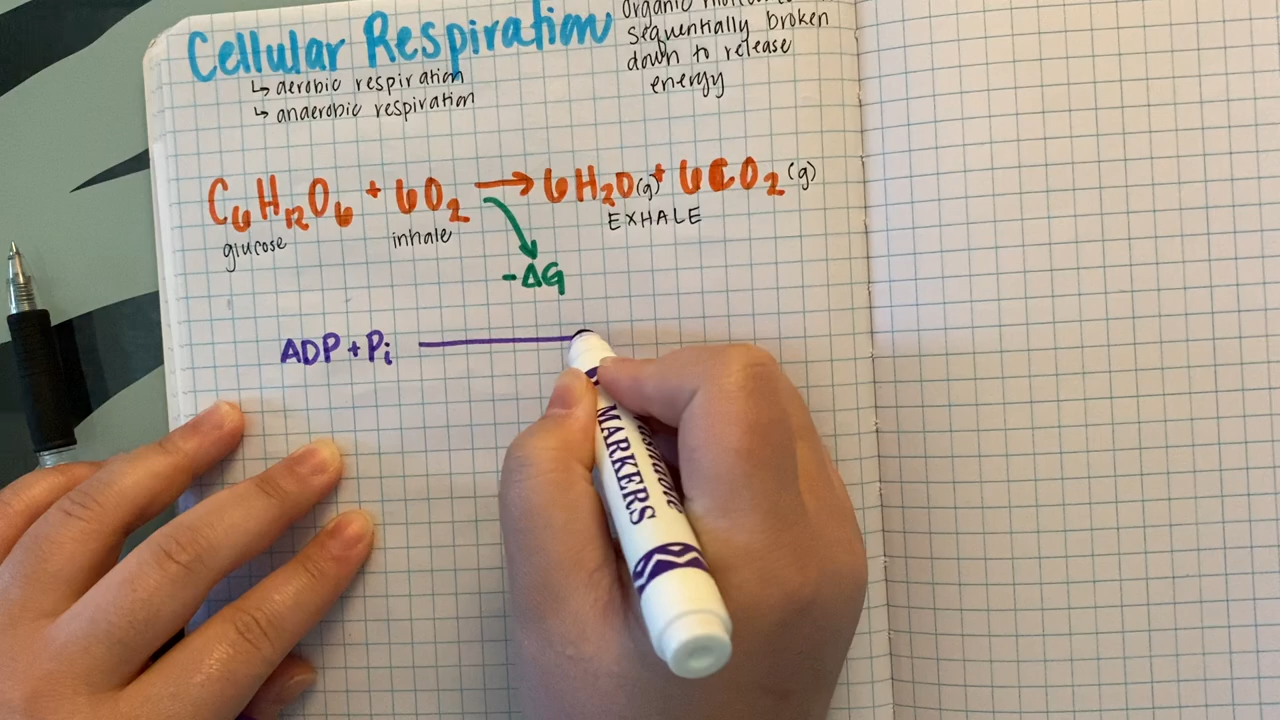 Cellular Respiration
↳ aerobic respiration
↳ anaerobic respiration
Organic
sequentially broken
down to release
energy
C₆H₁₂O₆ + 6O₂ → 6H₂O(g) + 6CO₂(g)
glucose inhale EXHALE
-ΔG
ADP + Pi
MARKERS